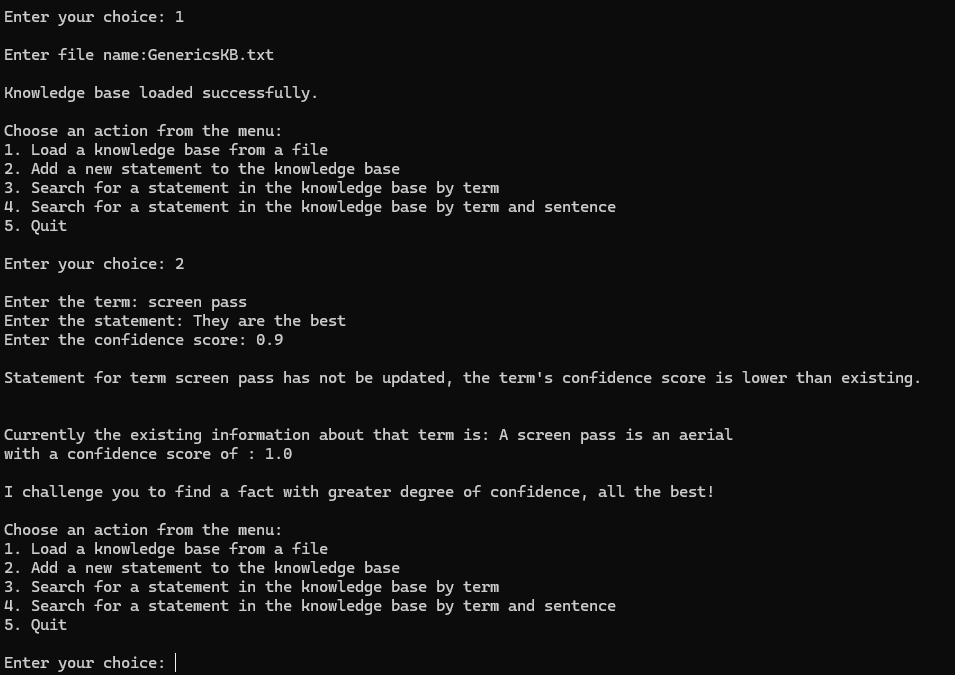 Enter your choice: 1
Enter file name:GenericsKB.txt
Knowledge base loaded successfully.
Choose an action from the menu:
1. Load a knowledge base from a file
2. Add a new statement to the knowledge base
3. Search for a statement in the knowledge base by term
4. Search for a statement in the knowledge base by term and sentence
5. Quit
Enter your choice: 2
Enter the term: screen pass
Enter the statement: They are the best
Enter the confidence score: 0.9
Statement for term screen pass has not be updated, the term's confidence score is lower than existing.
Currently the existing information about that term is: A screen pass is an aerial
with a confidence score of : 1.0
I challenge you to find a fact with greater degree of confidence, all the best!
Choose an action from the menu:
1. Load a knowledge base from a file
2. Add a new statement to the knowledge base
3. Search for a statement in the knowledge base by term
4. Search for a statement in the knowledge base by term and sentence
5. Quit
Enter your choice: